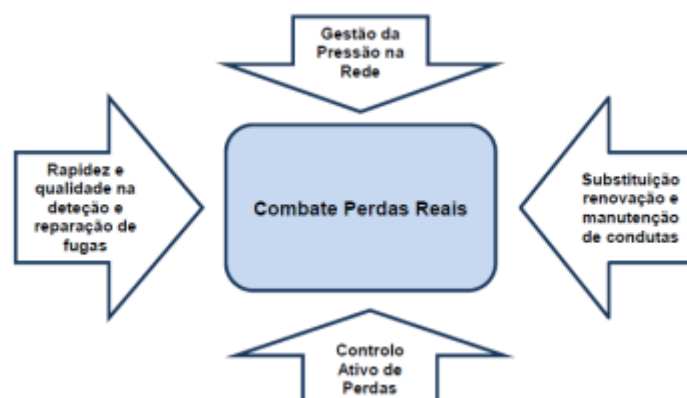 Gestão da
Pressão na
Rede
Rapidez e
qualidade na
deteção e
reparação de
fugas
Combate Perdas Reais
Substituição
renovação e
manutenção
de condutas
Controlo
Ativo de
Perdas